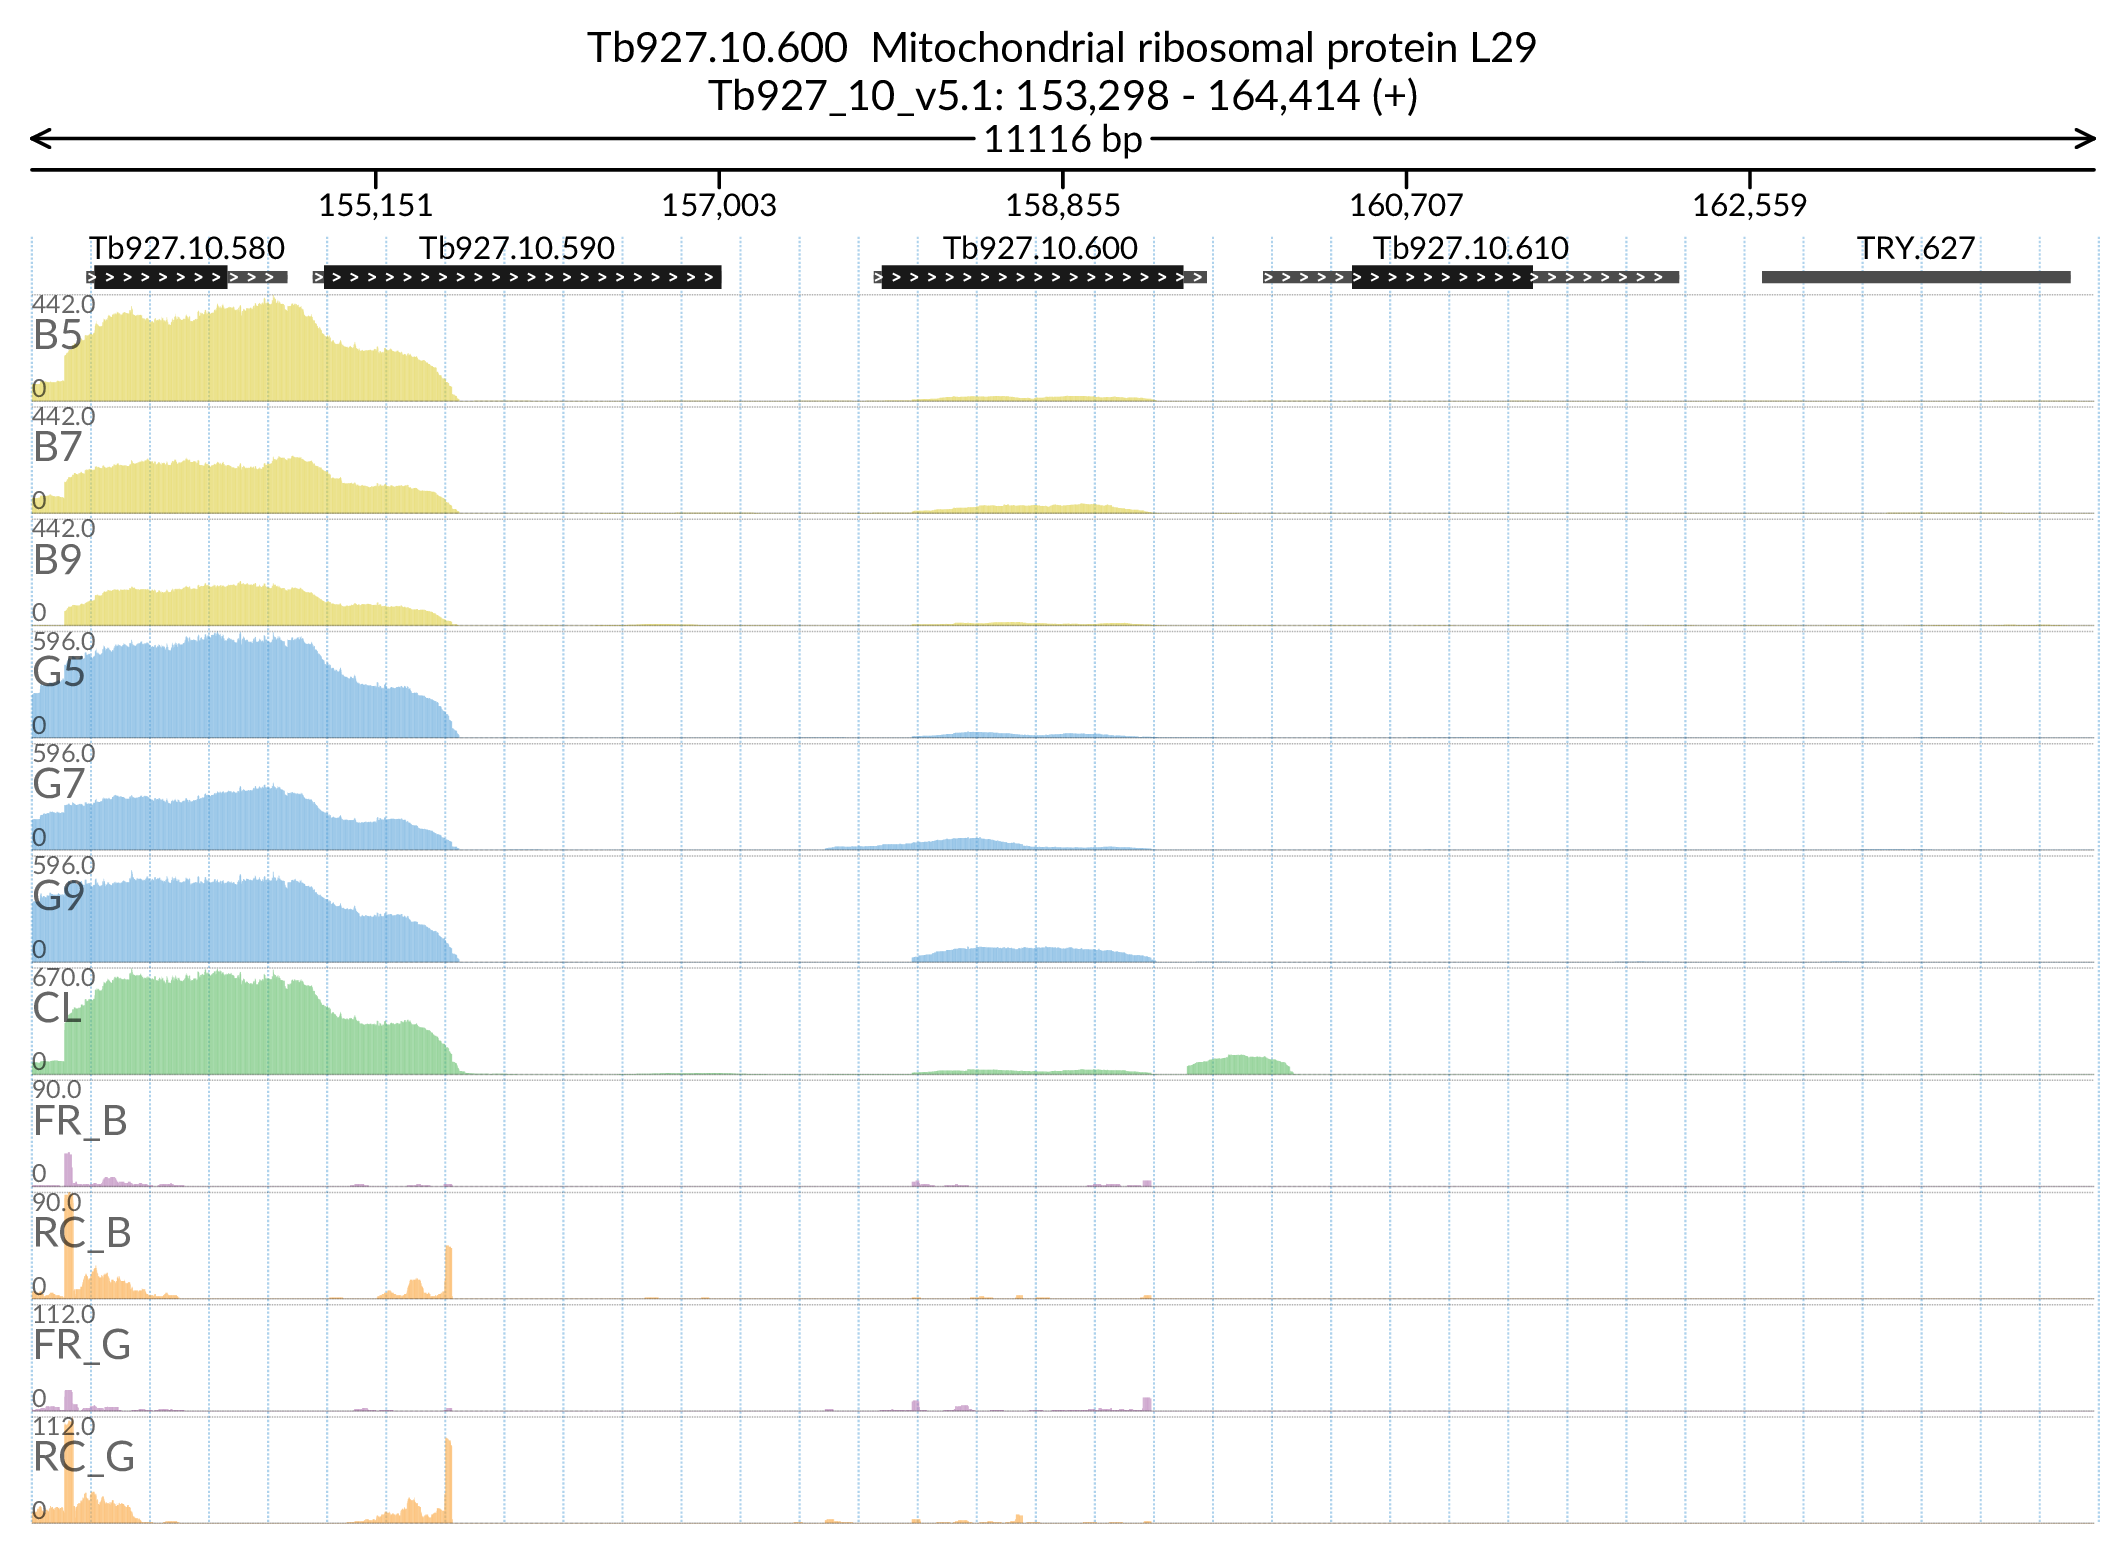 Tb927.10.600  Mitochondrial ribosomal protein L29
Tb927_10_v5.1: 153,298 - 164,414 (+)
11116 bp
155,151 157,003 158,855 160,707 162,559
Tb927.10.580 Tb927.10.590 Tb927.10.600 Tb927.10.610 TRY.627
442.0
B5
0
442.0
B7
0
442.0
B9
0
596.0
G5
0
596.0
G7
0
596.0
G9
0
670.0
CL
0
90.0
FR_B
0
90.0
RC_B
0
112.0
FR_G
0
112.0
RC_G
0